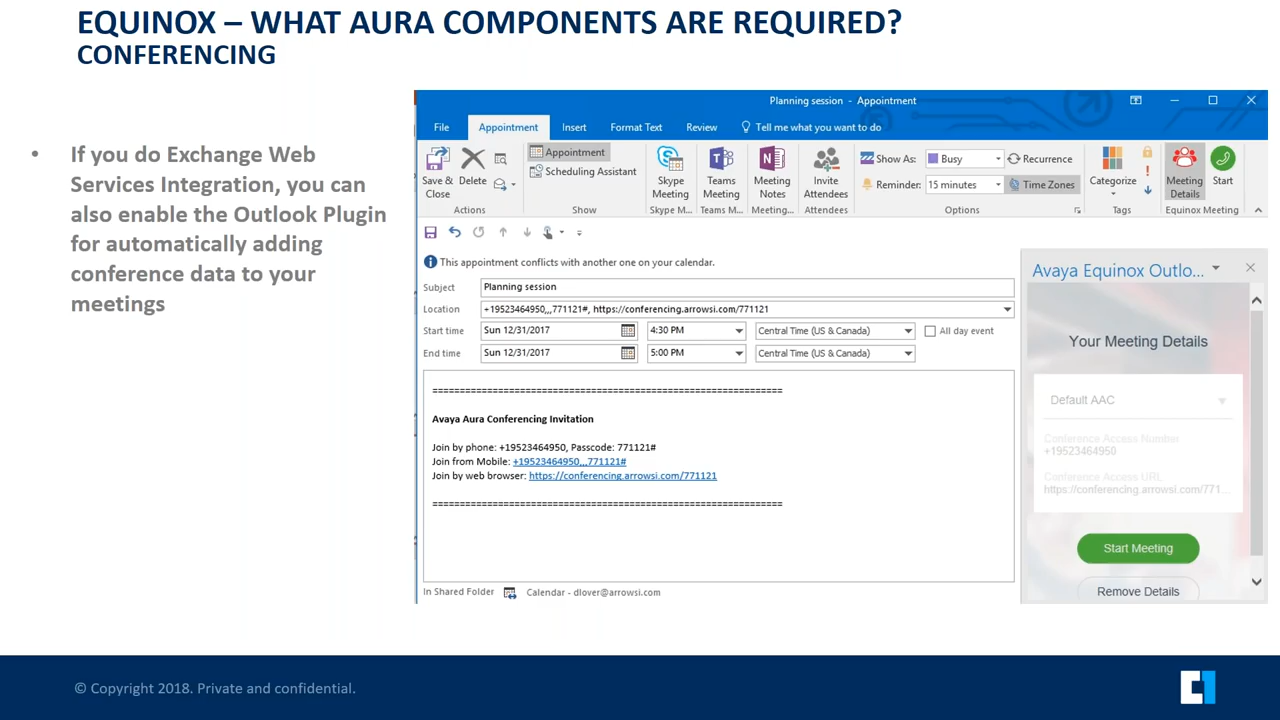 EQUINOX – WHAT AURA COMPONENTS ARE REQUIRED?
CONFERENCING
• If you do Exchange Web
Services Integration, you can
also enable the Outlook Plugin
for automatically adding
conference data to your
meetings
Planning session - Appointment
File Appointment Insert Format Text Review Tell me what you want to do
Save & Close
Delete
Actions
Appointment
Scheduling Assistant
Show
Skype Meeting
Skype M...
Teams Meeting
Teams M...
Meeting Notes
Meeting...
Invite Attendees
Attendees
Show As: Busy
Recurrence
Reminder: 15 minutes
Time Zones
Options
Categorize
Tags
Meeting Details
Start
Equinox Meeting
This appointment conflicts with another one on your calendar.
Subject Planning session
Location +19523464950,,,771121#, https://conferencing.arrowsi.com/771121
Start time Sun 12/31/2017 4:30 PM Central Time (US & Canada) All day event
End time Sun 12/31/2017 5:00 PM Central Time (US & Canada)
================================================================
Avaya Aura Conferencing Invitation
Join by phone: +19523464950, Passcode: 771121#
Join from Mobile: +19523464950,,,771121#
Join by web browser: https://conferencing.arrowsi.com/771121
================================================================
In Shared Folder Calendar - dlover@arrowsi.com
Avaya Equinox Outlo...
Your Meeting Details
Default AAC
Conference Access Number
+19523464950
Conference Access URL
https://conferencing.arrowsi.com/771...
Start Meeting
Remove Details
© Copyright 2018. Private and confidential.